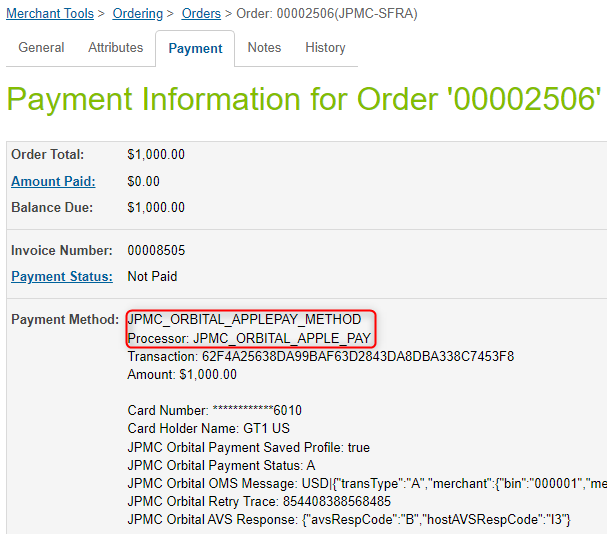 Merchant Tools > Ordering > Orders > Order: 00002506(JPMC-SFRA)
General Attributes Payment Notes History
Payment Information for Order '00002506'
Order Total: $1,000.00
Amount Paid: $0.00
Balance Due: $1,000.00
Invoice Number: 00008505
Payment Status: Not Paid
Payment Method: JPMC_ORBITAL_APPLEPAY_METHOD
Processor: JPMC_ORBITAL_APPLE_PAY
Transaction: 62F4A25638DA99BAF63D2843DA8DBA338C7453F8
Amount: $1,000.00
Card Number: ************6010
Card Holder Name: GT1 US
JPMC Orbital Payment Saved Profile: true
JPMC Orbital Payment Status: A
JPMC Orbital OMS Message: USD|{"transType":"A","merchant":{"bin":"000001","me
JPMC Orbital Retry Trace: 854408388568485
JPMC Orbital AVS Response: {"avsRespCode":"B","hostAVSRespCode":"I3"}